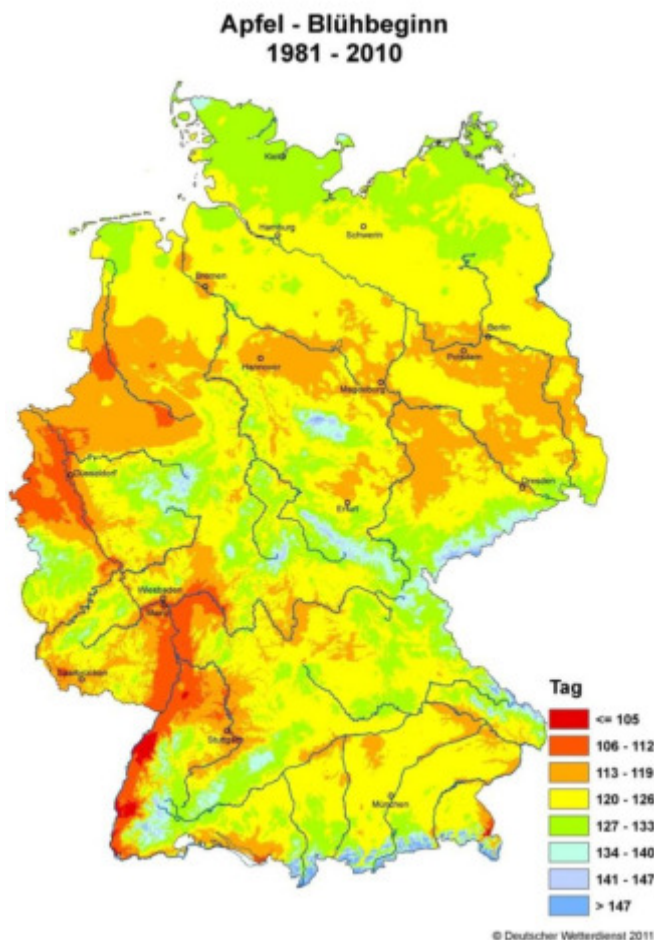 Apfel - Blühbeginn
1981 - 2010
Kiel
Hamburg
Schwerin
Bremen
Berlin
Potsdam
Hannover
Magdeburg
Düsseldorf
Dresden
Erfurt
Wiesbaden
Mainz
Saarbrücken
Stuttgart
München
Tag
<= 105
106 - 112
113 - 119
120 - 126
127 - 133
134 - 140
141 - 147
> 147
© Deutscher Wetterdienst 2011